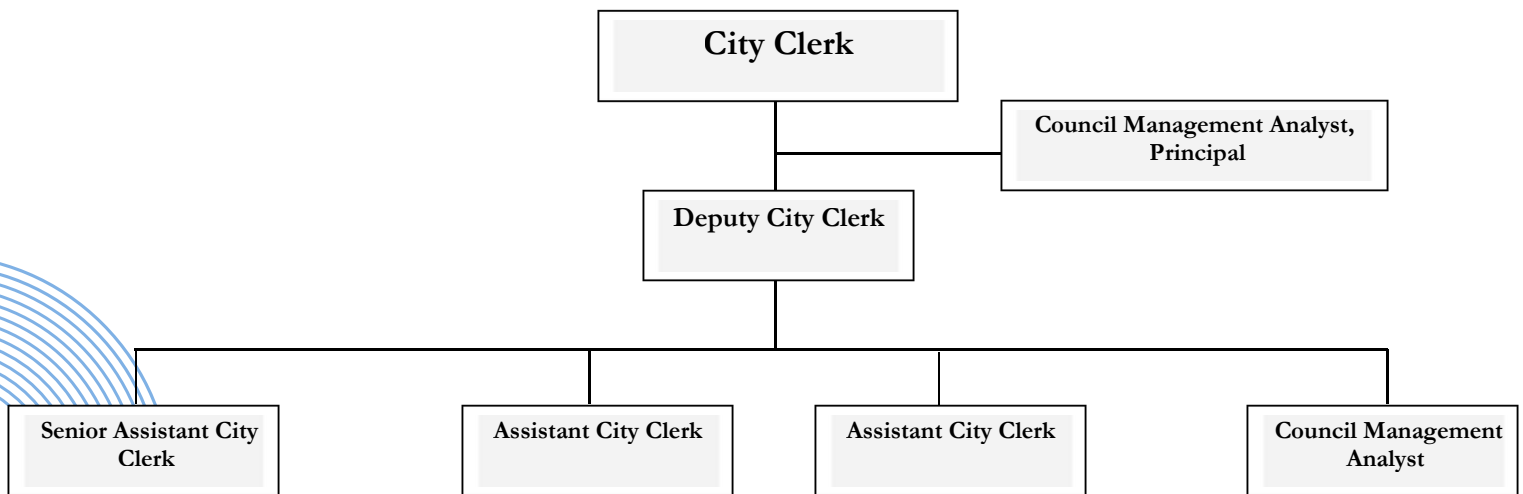 City Clerk
Council Management Analyst,
Principal
Deputy City Clerk
Senior Assistant City
Clerk
Assistant City Clerk
Assistant City Clerk
Council Management
Analyst